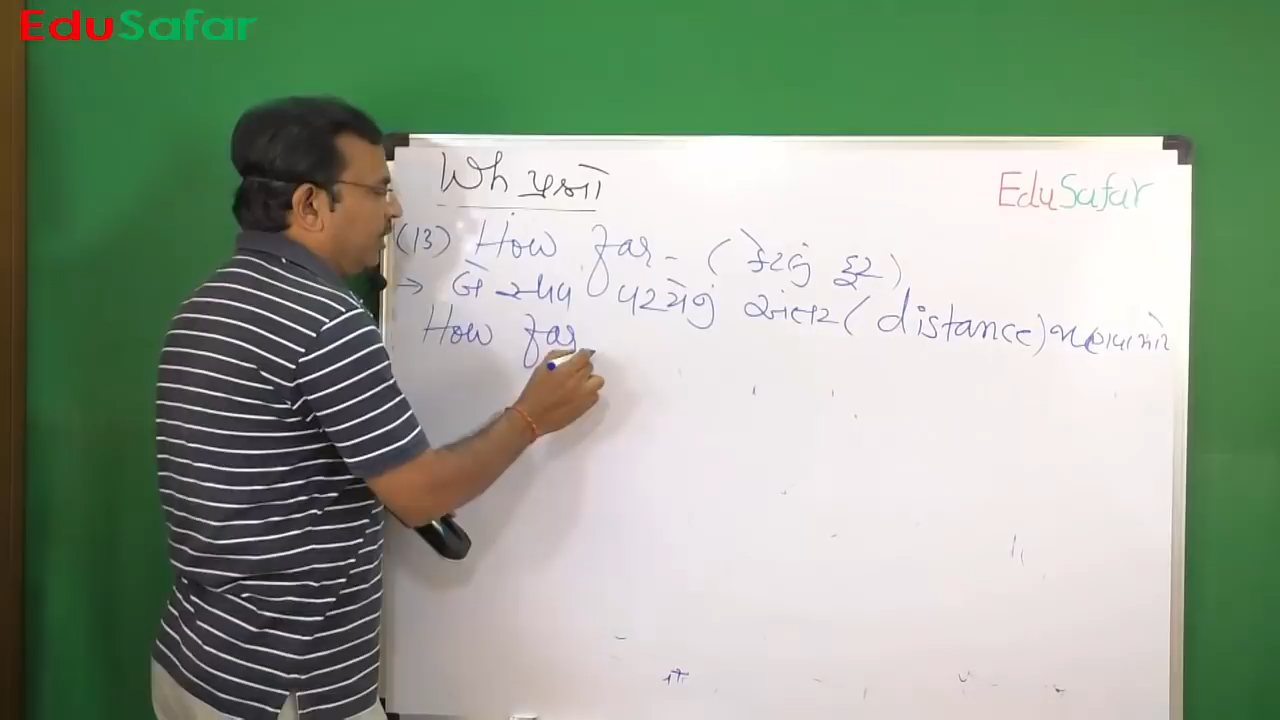 EduSafar
Wh પ્રશ્નો
EduSafar
(13) How far - (કેટલું દૂર)
→ બે સ્થળ વચ્ચેનું અંતર (distance) જાણવા માટે
How far